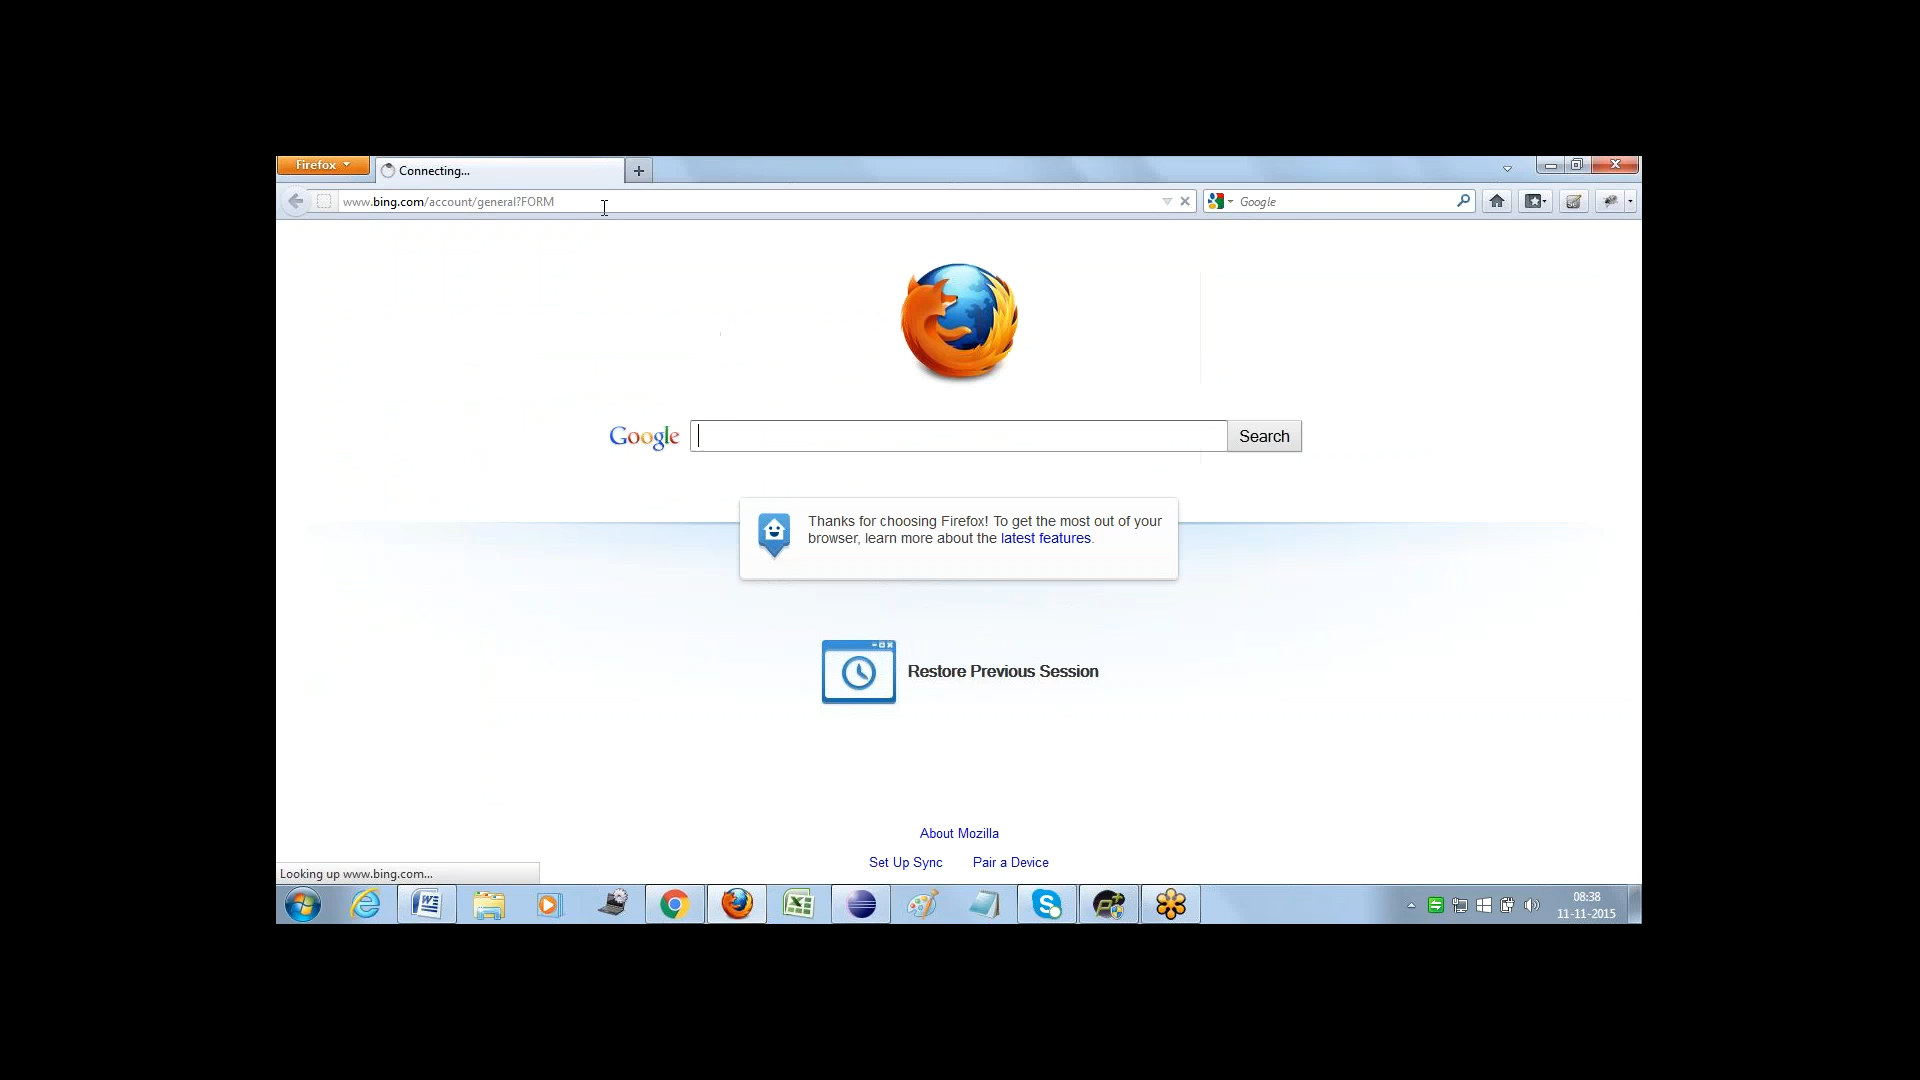 Firefox
Connecting...
www.bing.com/account/general?FORM
Google
Google
Search
Thanks for choosing Firefox! To get the most out of your
browser, learn more about the latest features.
Restore Previous Session
About Mozilla
Set Up Sync
Pair a Device
Looking up www.bing.com...
08:38
11-11-2015